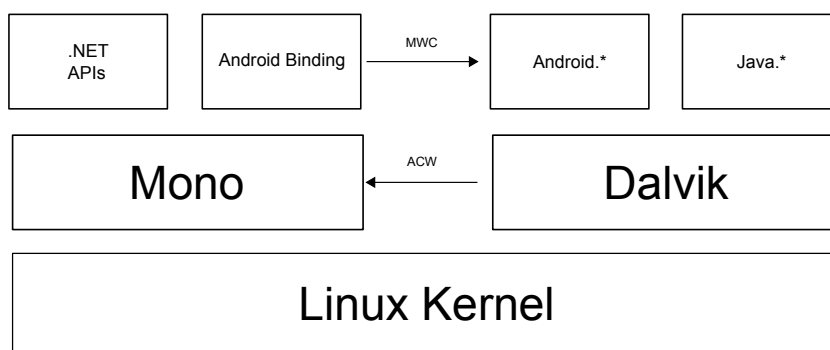 .NET
APIs
Android Binding
MWC
Android.*
Java.*
Mono
ACW
Dalvik
Linux Kernel